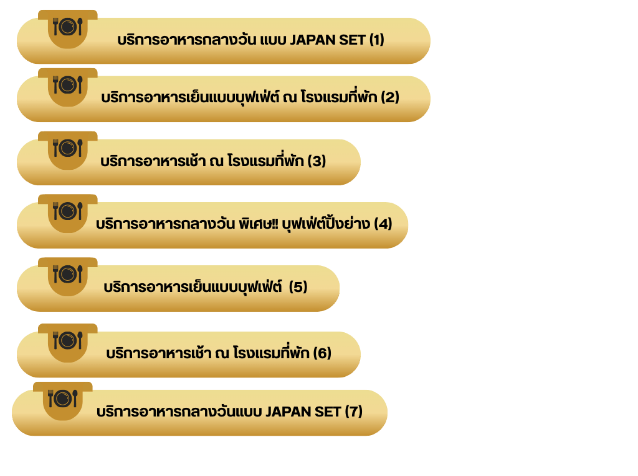 บริการอาหารกลางวัน แบบ JAPAN SET (1)
บริการอาหารเย็นแบบบุฟเฟ่ต์ ณ โรงแรมที่พัก (2)
บริการอาหารเช้า ณ โรงแรมที่พัก (3)
บริการอาหารกลางวัน พิเศษ!! บุฟเฟ่ต์ปิ้งย่าง (4)
บริการอาหารเย็นแบบบุฟเฟ่ต์ (5)
บริการอาหารเช้า ณ โรงแรมที่พัก (6)
บริการอาหารกลางวันแบบ JAPAN SET (7)